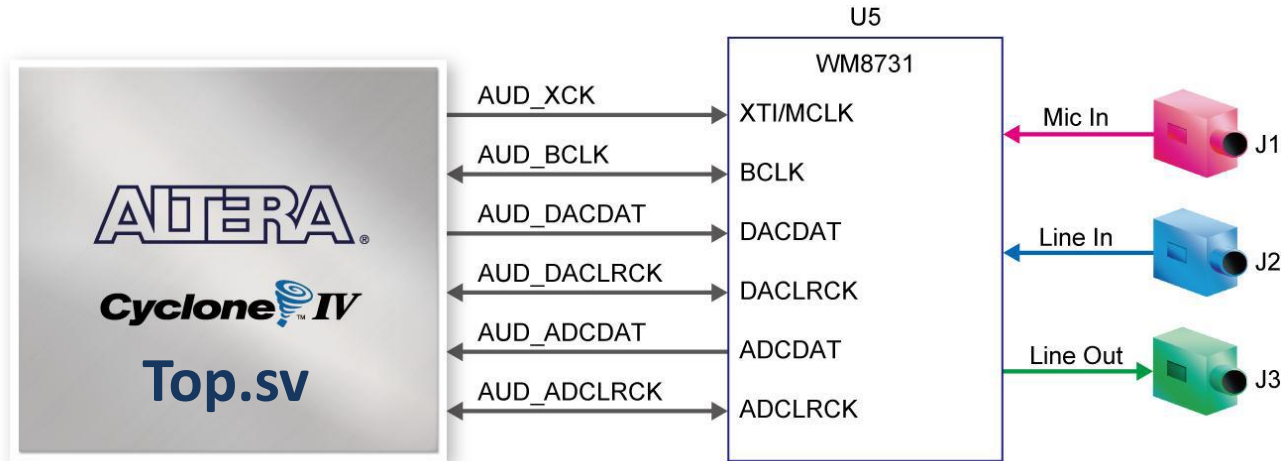 U5
WM8731
ALTERA®
Cyclone™ IV
Top.sv
AUD_XCK
AUD_BCLK
AUD_DACDAT
AUD_DACLRCK
AUD_ADCDAT
AUD_ADCLRCK
XTI/MCLK
BCLK
DACDAT
DACLRCK
ADCDAT
ADCLRCK
Mic In
J1
Line In
J2
Line Out
J3